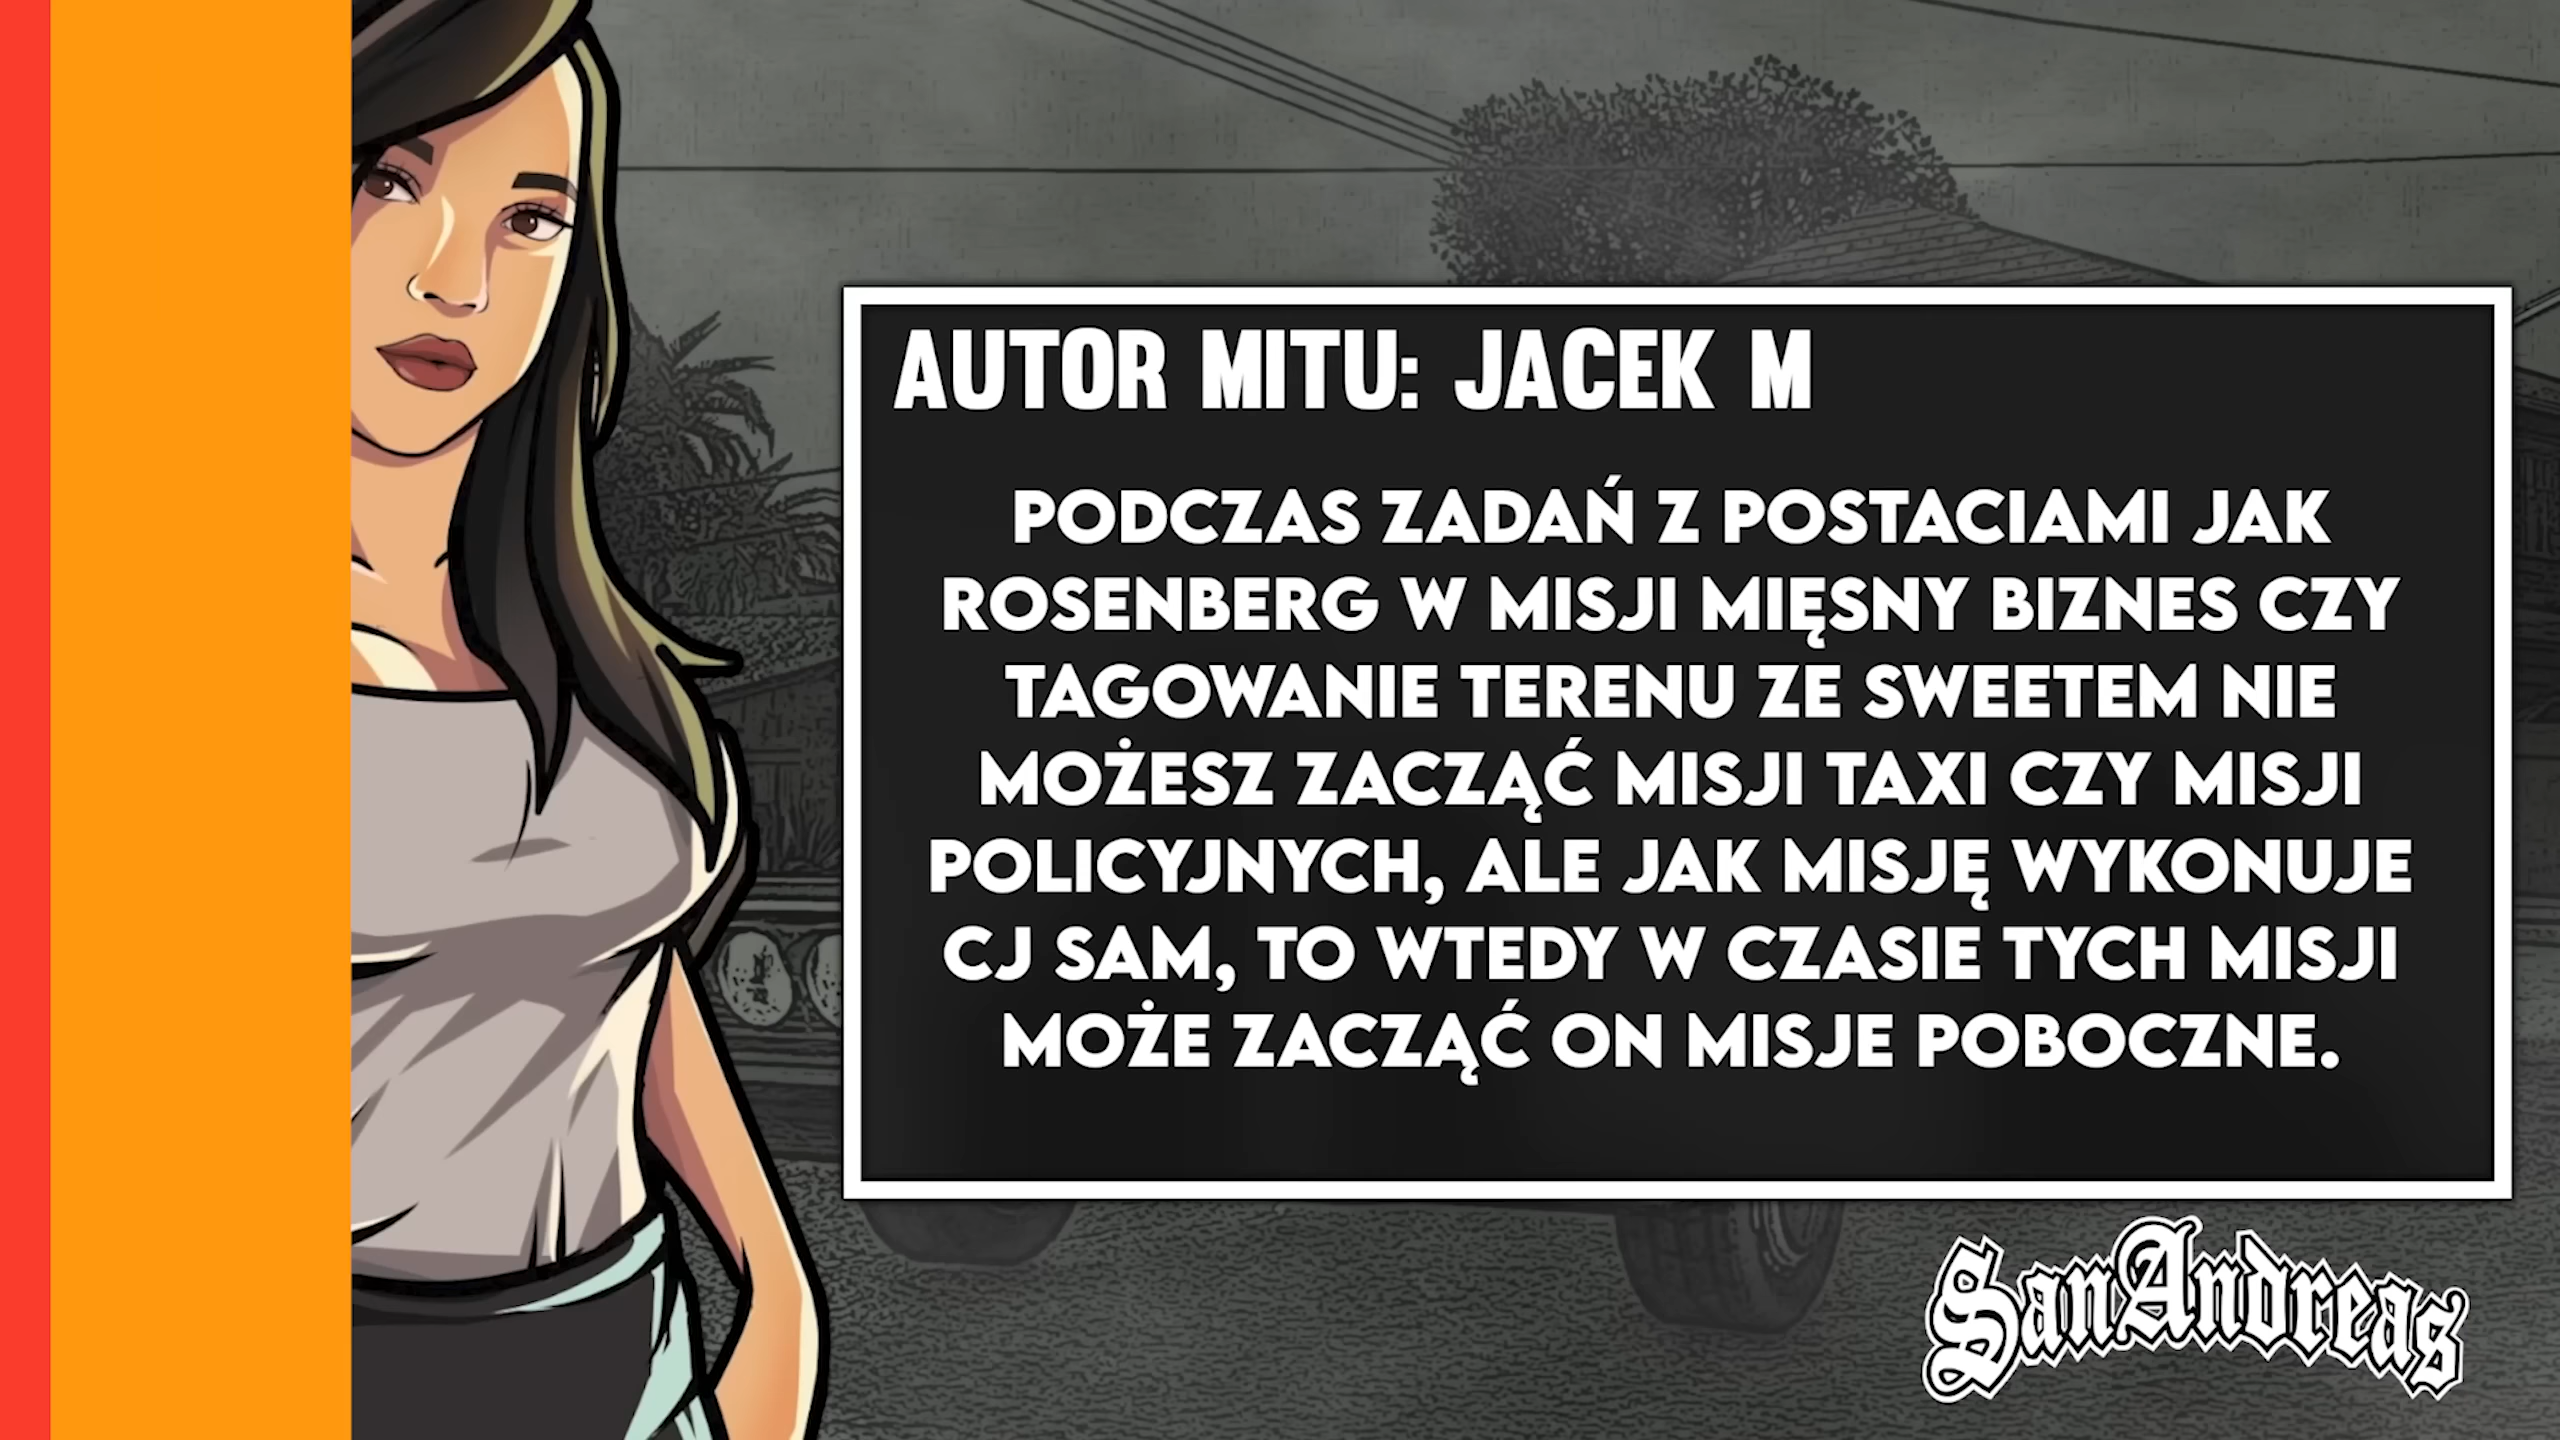 AUTOR MITU: JACEK M
PODCZAS ZADAŃ Z POSTACIAMI JAK
ROSENBERG W MISJI MIĘSNY BIZNES CZY
TAGOWANIE TERENU ZE SWEETEM NIE
MOŻESZ ZACZĄĆ MISJI TAXI CZY MISJI
POLICYJNYCH, ALE JAK MISJĘ WYKONUJE
CJ SAM, TO WTEDY W CZASIE TYCH MISJI
MOŻE ZACZĄĆ ON MISJE POBOCZNE.
San Andreas